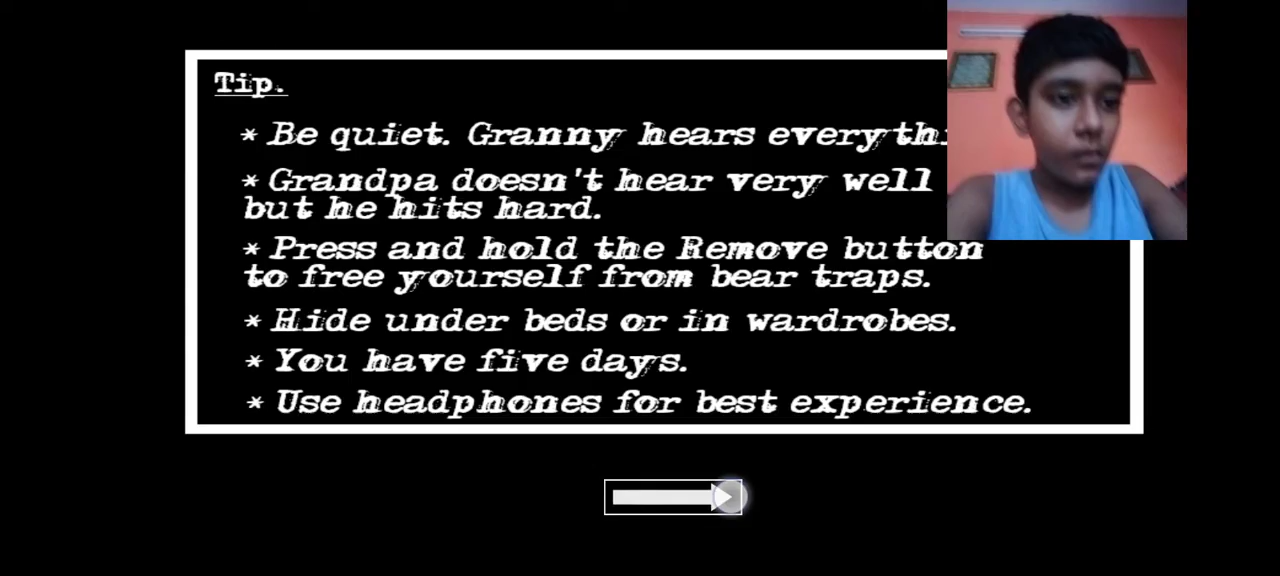 Tip.
* Be quiet. Granny hears
* Grandpa doesn't hear very well
but he hits hard.
* Press and hold the Remove button
to free yourself from bear traps.
* Hide under beds or in wardrobes.
* You have five days.
* Use headphones for best experience.